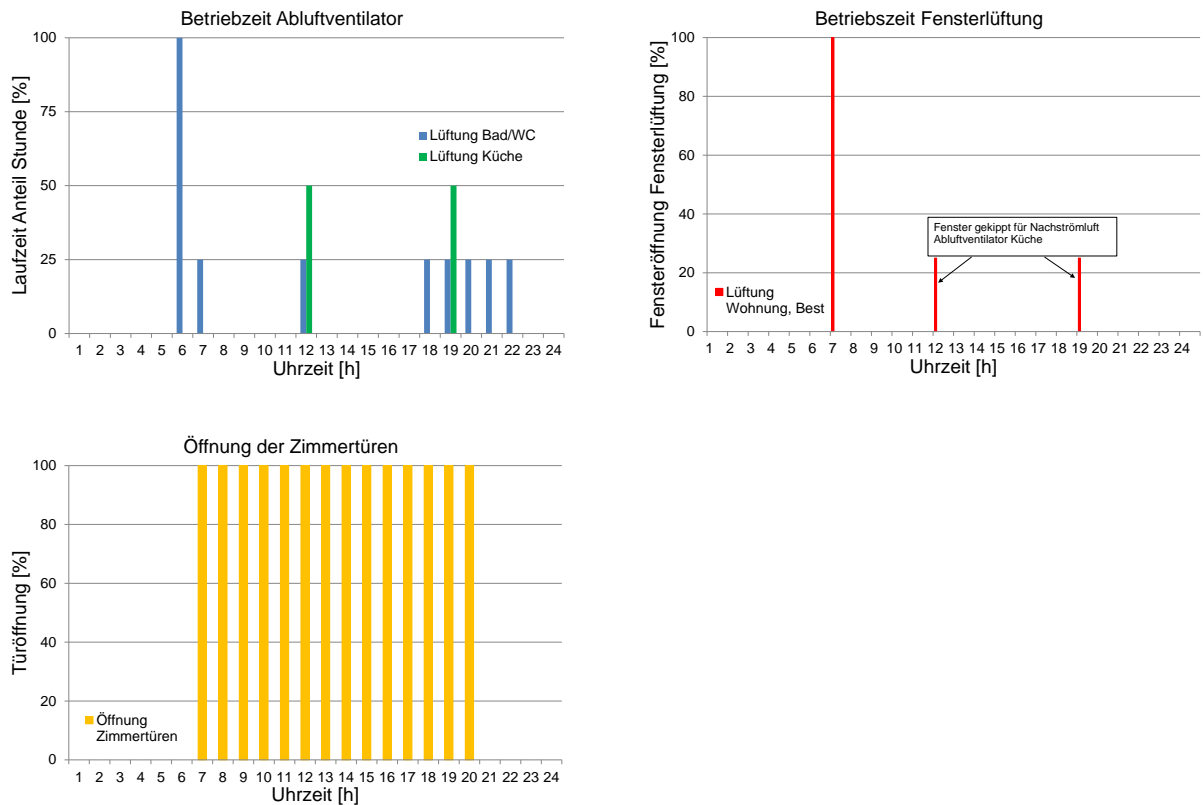 Betriebzeit Abluftventilator
Laufzeit Anteil Stunde [%]
100
75
50
25
0
Lüftung Bad/WC
Lüftung Küche
1 2 3 4 5 6 7 8 9 10 11 12 13 14 15 16 17 18 19 20 21 22 23 24
Uhrzeit [h]
Betriebszeit Fensterlüftung
Fensteröffnung Fensterlüftung [%]
100
80
60
40
20
0
Fenster gekippt für Nachströmluft
Abluftventilator Küche
Lüftung
Wohnung, Best
1 2 3 4 5 6 7 8 9 10 11 12 13 14 15 16 17 18 19 20 21 22 23 24
Uhrzeit [h]
Öffnung der Zimmertüren
Türöffnung [%]
100
80
60
40
20
0
Öffnung
Zimmertüren
1 2 3 4 5 6 7 8 9 10 11 12 13 14 15 16 17 18 19 20 21 22 23 24
Uhrzeit [h]